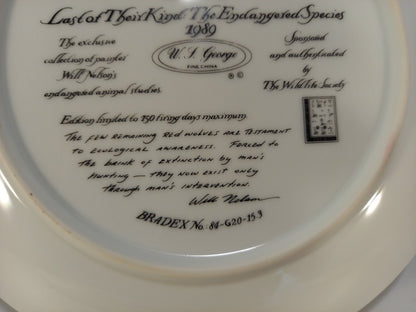 Last of Their Kind: The Endangered Species
1989
The exclusive
collection of painter
Will Nelson's
endangered animal studies.
W. S. George
FINE CHINA
® ©
Sponsored
and authenticated
by
The Wildlife Society
Edition limited to 150 firing days maximum.
The few remaining Red wolves are testament
to ecological awareness. Forced to
the brink of extinction by man's
hunting — they now exist only
through man's intervention.
Will Nelson
BRADEX No. 84-G20-15.3